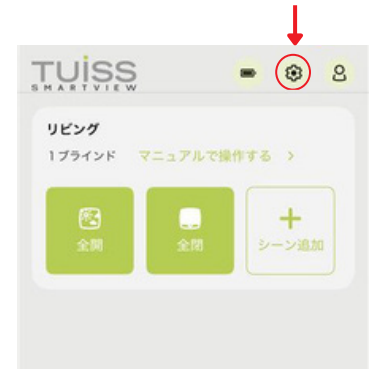 TUiSS
SMARTVIEW
リビング
1ブラインド マニュアルで操作する >
全開 全閉 シーン追加